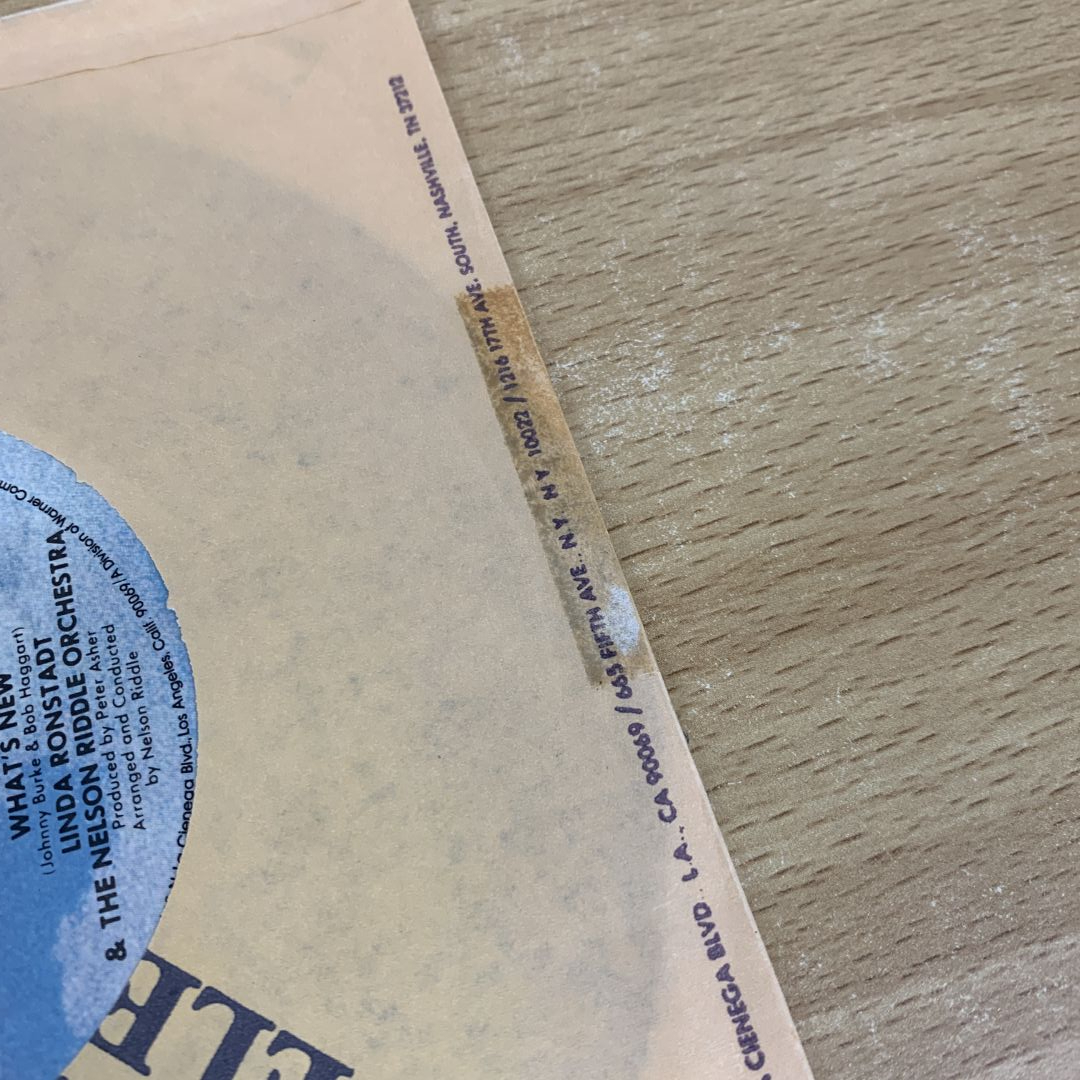 WHAT'S NEW
(Johnny Burke & Bob Haggart)
LINDA RONSTADT
& THE NELSON RIDDLE ORCHESTRA
Produced by Peter Asher
Arranged and Conducted
by Nelson Riddle
Cienega Blvd., Los Angeles, Calif. 90069/A Division of Warner Com
ELE
CIENEGA BLVD., L.A., CA 90069 / 655 FIFTH AVE., N.Y. N Y 10022 / 1216 17TH AVE. SOUTH, NASHVILLE, TN 37212